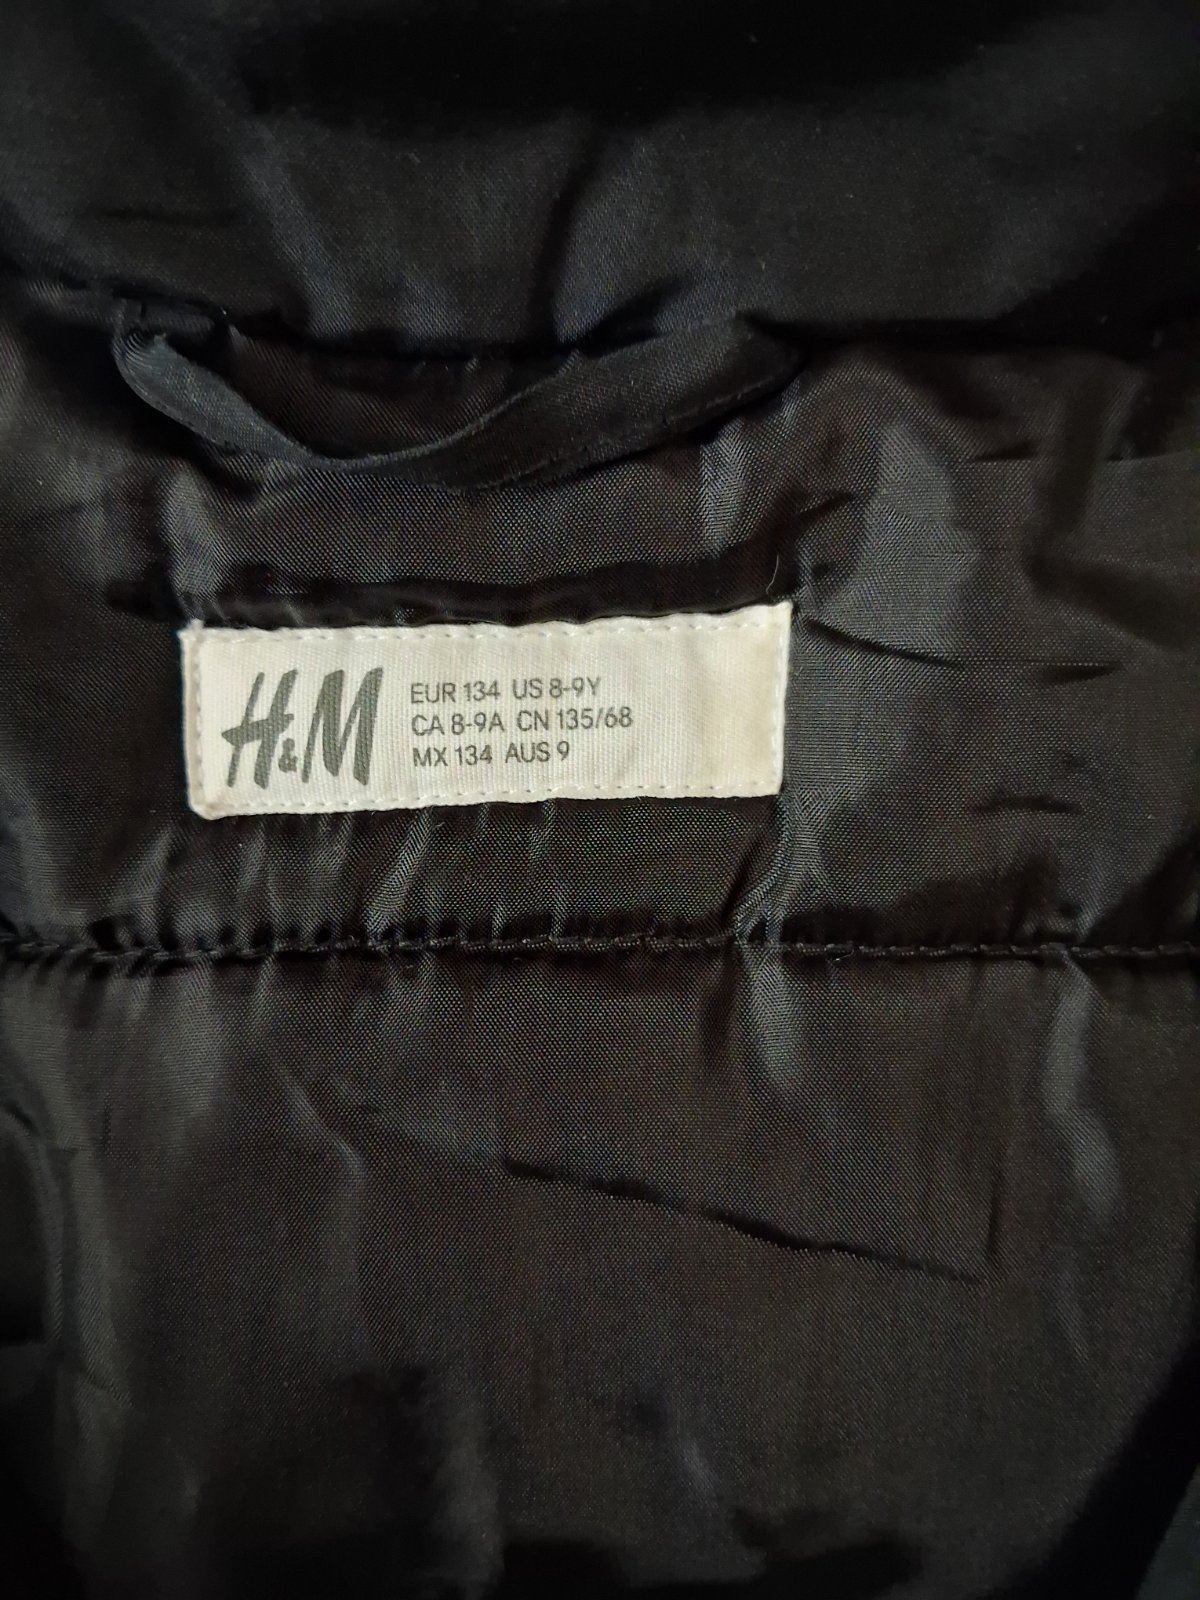 H&M
EUR 134 US 8-9Y
CA 8-9A CN 135/68
MX 134 AUS 9